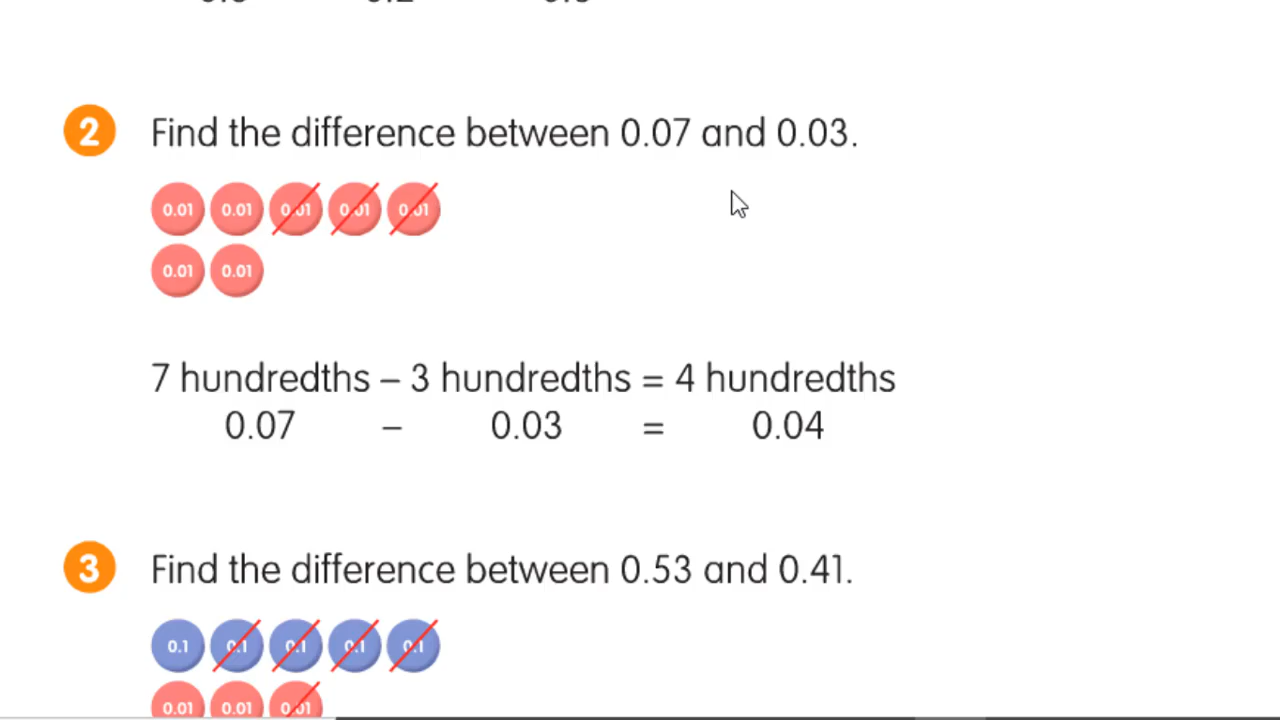 2 Find the difference between 0.07 and 0.03.
0.01 0.01 0.01 0.01 0.01
0.01 0.01
7 hundredths – 3 hundredths = 4 hundredths
0.07 – 0.03 = 0.04
3 Find the difference between 0.53 and 0.41.
0.1 0.1 0.1 0.1 0.1
0.01 0.01 0.01